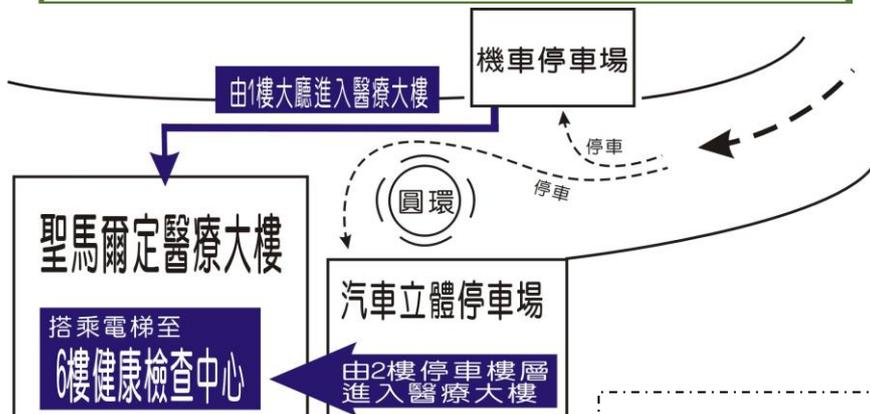 機車停車場
由1樓大廳進入醫療大樓
停車
停車
圓環
聖馬爾定醫療大樓
汽車立體停車場
搭乘電梯至
6樓健康檢查中心
由2樓停車樓層
進入醫療大樓